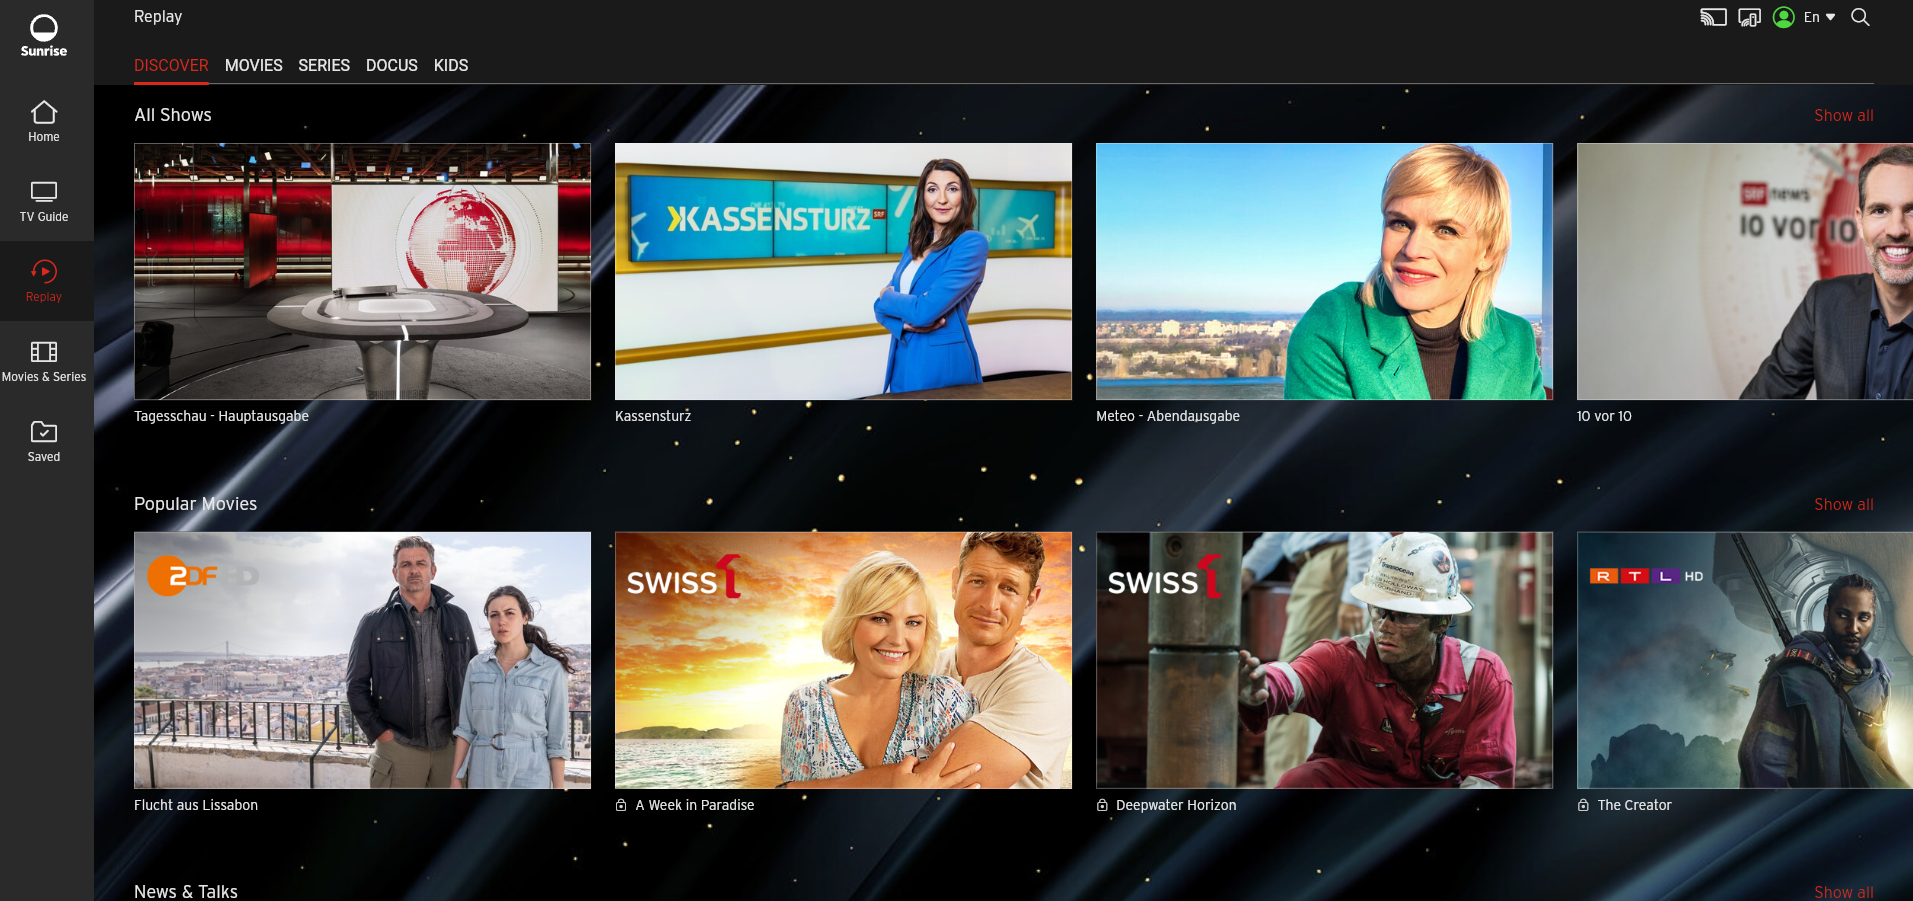 Sunrise
Home
TV Guide
Replay
Movies & Series
Saved
Replay
En
DISCOVER MOVIES SERIES DOCUS KIDS
All Shows
Show all
KASSENSTURZ SRF
SRF news
10 vor 10
Tagesschau - Hauptausgabe
Kassensturz
Meteo - Abendausgabe
10 vor 10
Popular Movies
Show all
ZDF HD
SWISS 1
SWISS 1
RTL HD
Flucht aus Lissabon
A Week in Paradise
Deepwater Horizon
The Creator
News & Talks
Show all